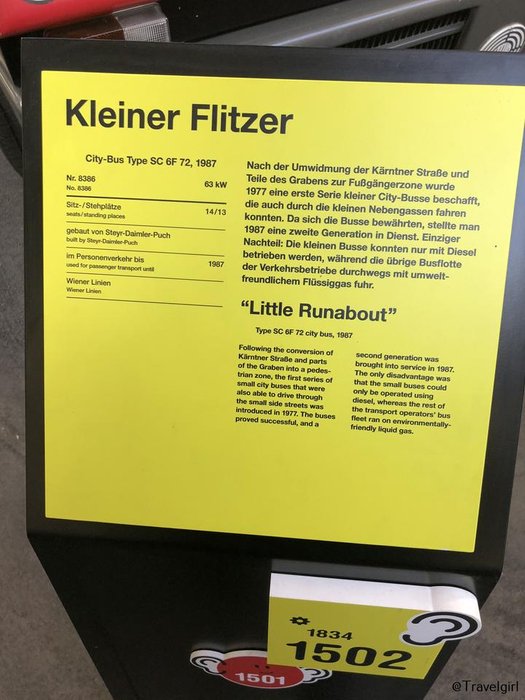 Kleiner Flitzer
City-Bus Type SC 6F 72, 1987
Nr. 8386
No. 8386
63 kW
Sitz-/Stehplätze
seats/standing places
14/13
gebaut von Steyr-Daimler-Puch
built by Steyr-Daimler-Puch
im Personenverkehr bis
used for passenger transport until
1987
Wiener Linien
Wiener Linien
Nach der Umwidmung der Kärntner Straße und
Teile des Grabens zur Fußgängerzone wurde
1977 eine erste Serie kleiner City-Busse beschafft,
die auch durch die kleinen Nebengassen fahren
konnten. Da sich die Busse bewährten, stellte man
1987 eine zweite Generation in Dienst. Einziger
Nachteil: Die kleinen Busse konnten nur mit Diesel
betrieben werden, während die übrige Busflotte
der Verkehrsbetriebe durchwegs mit umwelt-
freundlichem Flüssiggas fuhr.
“Little Runabout”
Type SC 6F 72 city bus, 1987
Following the conversion of
Kärntner Straße and parts
of the Graben into a pedes-
trian zone, the first series of
small city buses that were
also able to drive through
the small side streets was
introduced in 1977. The buses
proved successful, and a
second generation was
brought into service in 1987.
The only disadvantage was
that the small buses could
only be operated using
diesel, whereas the rest of
the transport operators’ bus
fleet ran on environmentally-
friendly liquid gas.
1834
1502
1501
@Travelgirl